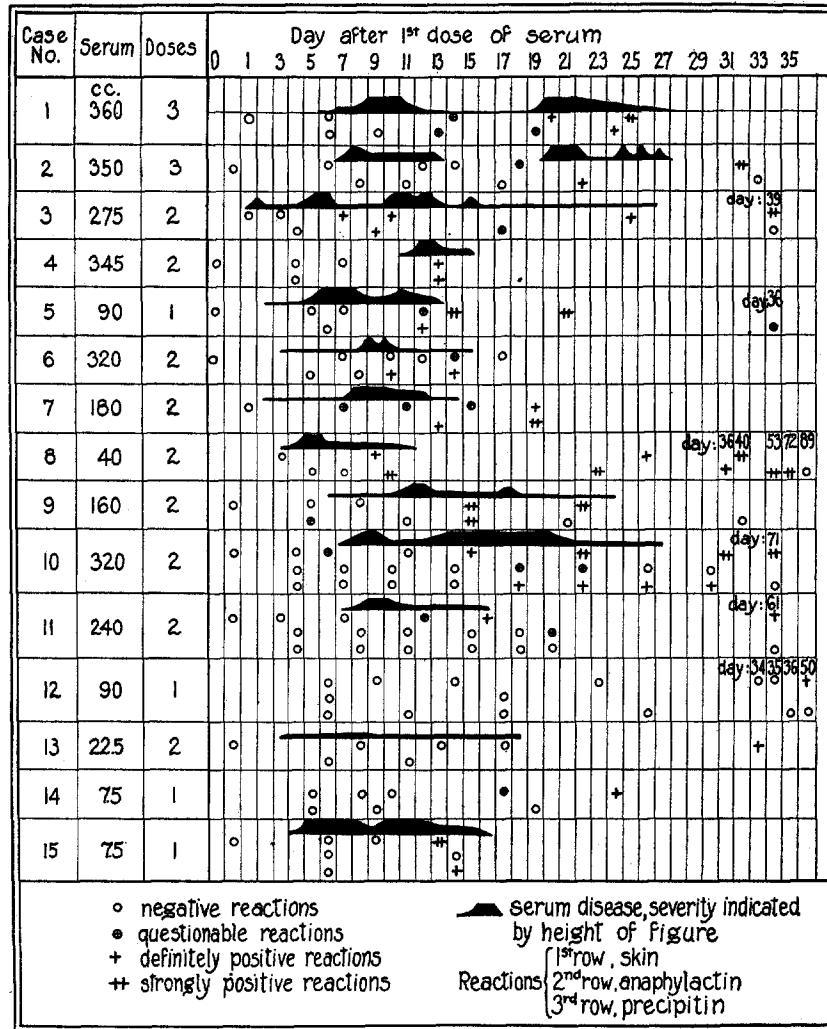 Case No. Serum Doses Day after 1st dose of serum
0 1 3 5 7 9 11 13 15 17 19 21 23 25 27 29 31 33 35
cc.
1 360 3
2 350 3
day: 39
3 275 2
4 345 2
day: 36
5 90 1
6 320 2
7 180 2
day: 36 40 53 72 89
8 40 2
9 160 2
day: 71
10 320 2
day: 61
11 240 2
day: 34 35 36 50
12 90 1
13 22.5 2
14 7.5 1
15 7.5 1
o negative reactions
⊕ questionable reactions
+ definitely positive reactions
⧺ strongly positive reactions
serum disease, severity indicated
by height of figure
Reactions
1st row, skin
2nd row, anaphylactin
3rd row, precipitin